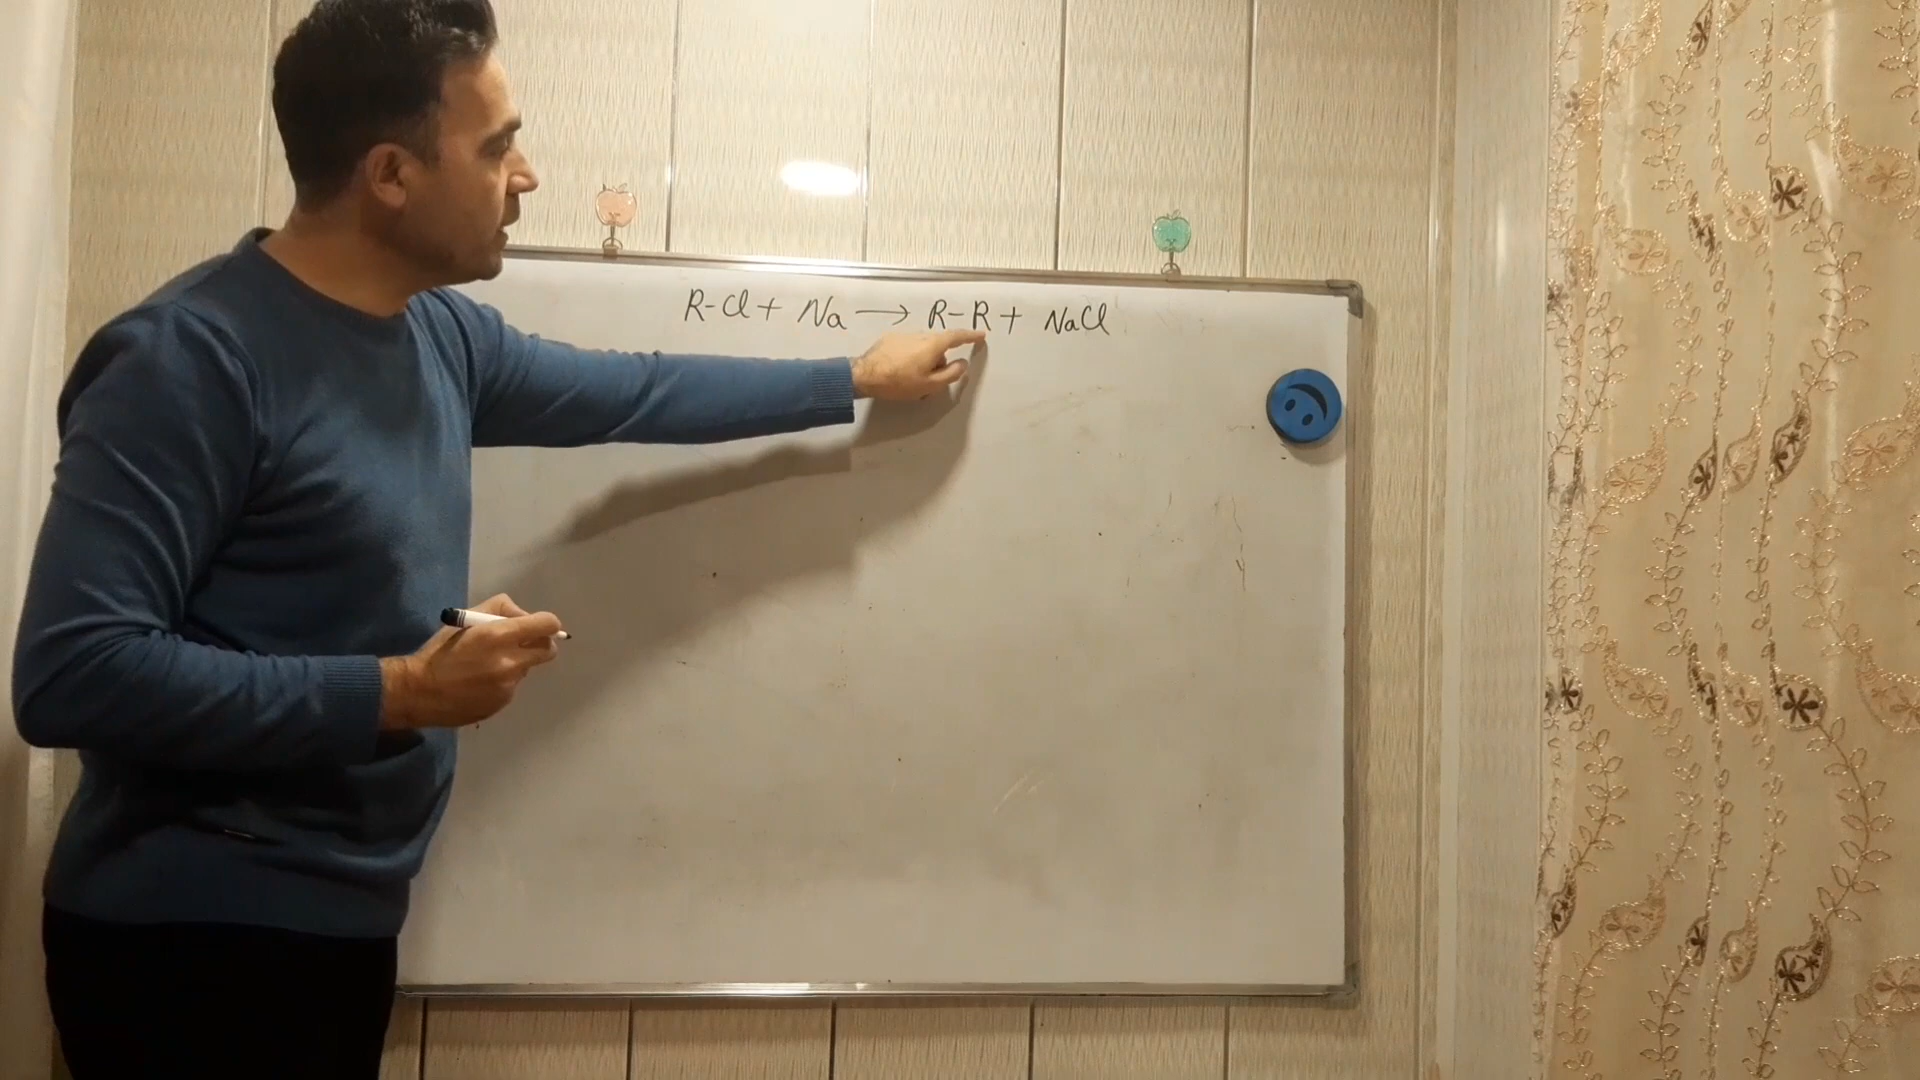 R-Cl + Na → R-R + NaCl